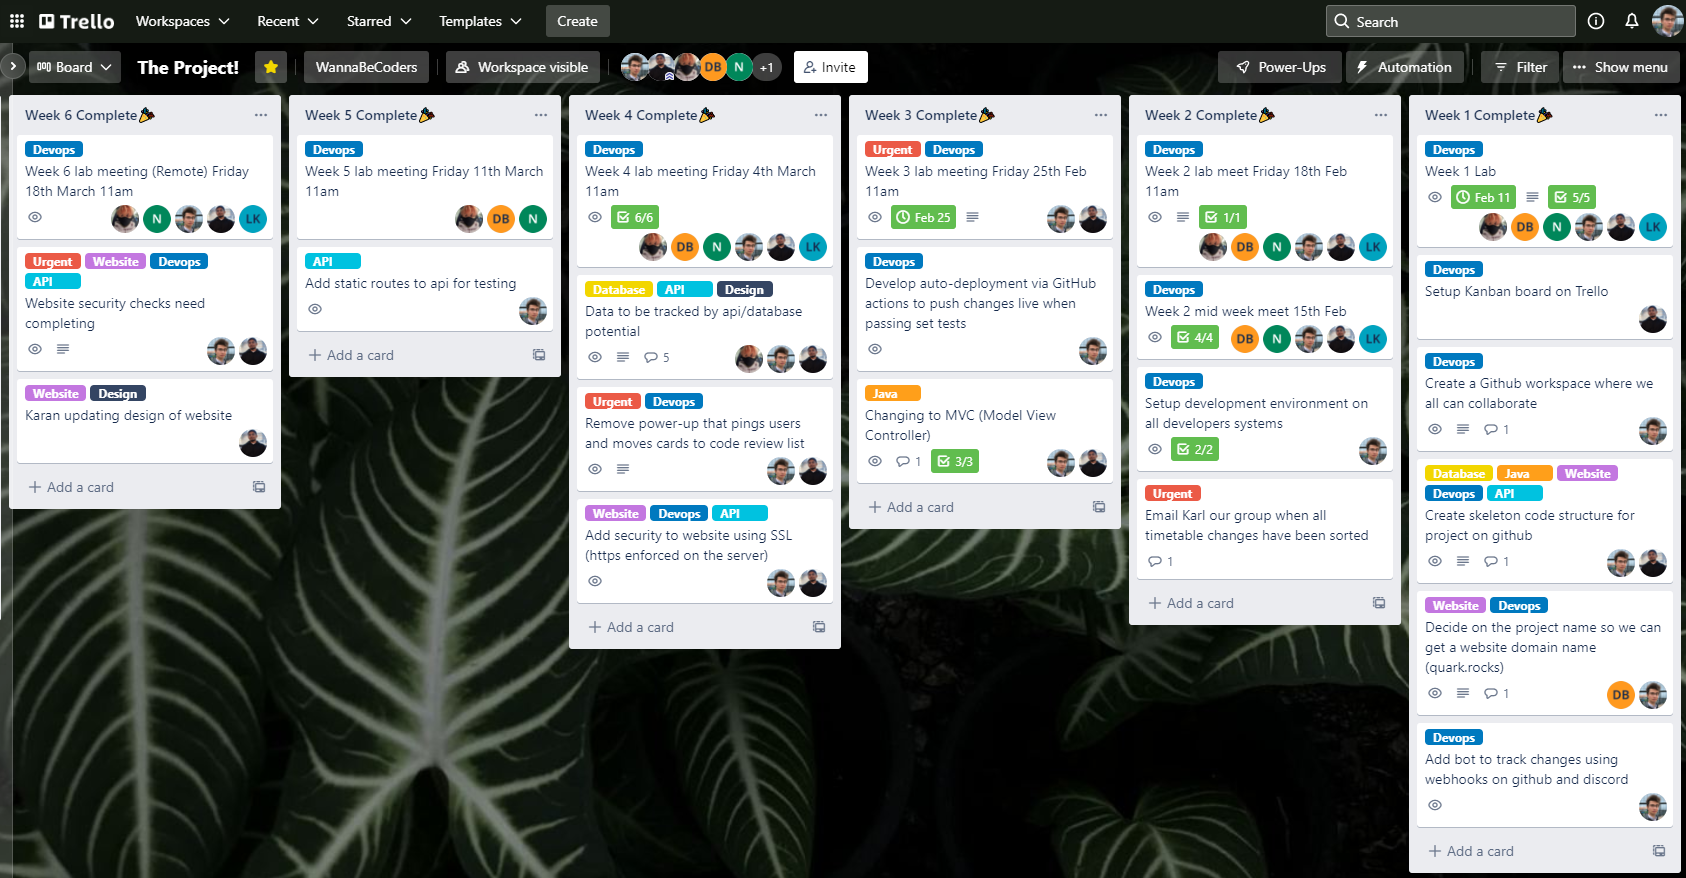 Trello Workspaces Recent Starred Templates Create Search
Board The Project! WannaBeCoders Workspace visible DB N +1 Invite Power-Ups Automation Filter Show menu
Week 6 Complete🎉
Devops
Week 6 lab meeting (Remote) Friday
18th March 11am
N LK
Urgent Website Devops
API
Website security checks need
completing
Website Design
Karan updating design of website
Add a card
Week 5 Complete🎉
Devops
Week 5 lab meeting Friday 11th March
11am
DB N
API
Add static routes to api for testing
Add a card
Week 4 Complete🎉
Devops
Week 4 lab meeting Friday 4th March
11am
6/6
DB N LK
Database API Design
Data to be tracked by api/database
potential
5
Urgent Devops
Remove power-up that pings users
and moves cards to code review list
Website Devops API
Add security to website using SSL
(https enforced on the server)
Add a card
Week 3 Complete🎉
Urgent Devops
Week 3 lab meeting Friday 25th Feb
11am
Feb 25
Devops
Develop auto-deployment via GitHub
actions to push changes live when
passing set tests
Java
Changing to MVC (Model View
Controller)
1 3/3
Add a card
Week 2 Complete🎉
Devops
Week 2 lab meet Friday 18th Feb
11am
1/1
DB N LK
Devops
Week 2 mid week meet 15th Feb
4/4 DB N LK
Devops
Setup development environment on
all developers systems
2/2
Urgent
Email Karl our group when all
timetable changes have been sorted
1
Add a card
Week 1 Complete🎉
Devops
Week 1 Lab
Feb 11 5/5
DB N LK
Devops
Setup Kanban board on Trello
Devops
Create a Github workspace where we
all can collaborate
1
Database Java Website
Devops API
Create skeleton code structure for
project on github
1
Website Devops
Decide on the project name so we can
get a website domain name
(quark.rocks)
1 DB
Devops
Add bot to track changes using
webhooks on github and discord
Add a card